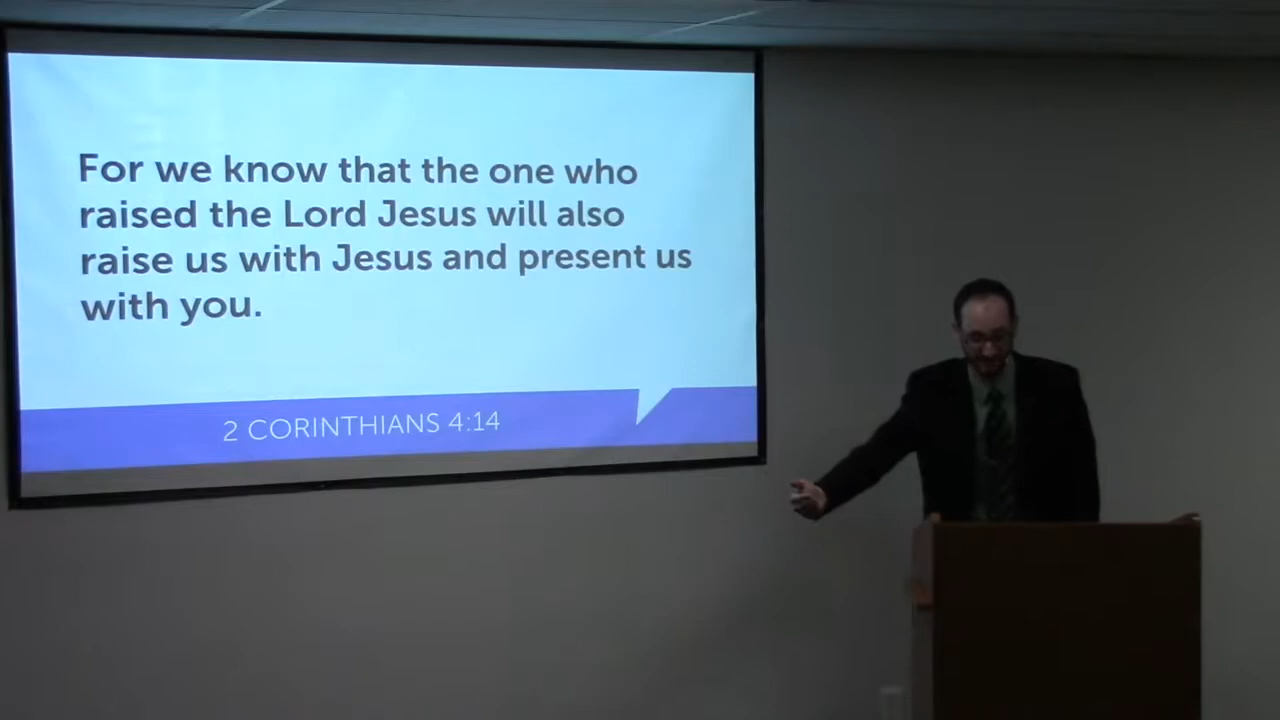 For we know that the one who
raised the Lord Jesus will also
raise us with Jesus and present us
with you.
2 CORINTHIANS 4:14